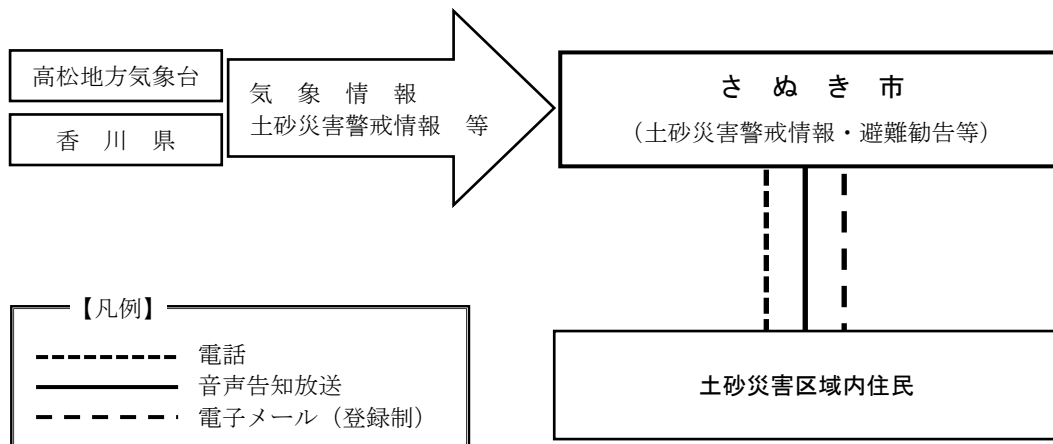 高松地方気象台
香　川　県
気　象　情　報
土砂災害警戒情報　等
さ　ぬ　き　市
（土砂災害警戒情報・避難勧告等）
【凡例】
電話
音声告知放送
電子メール（登録制）
土砂災害区域内住民